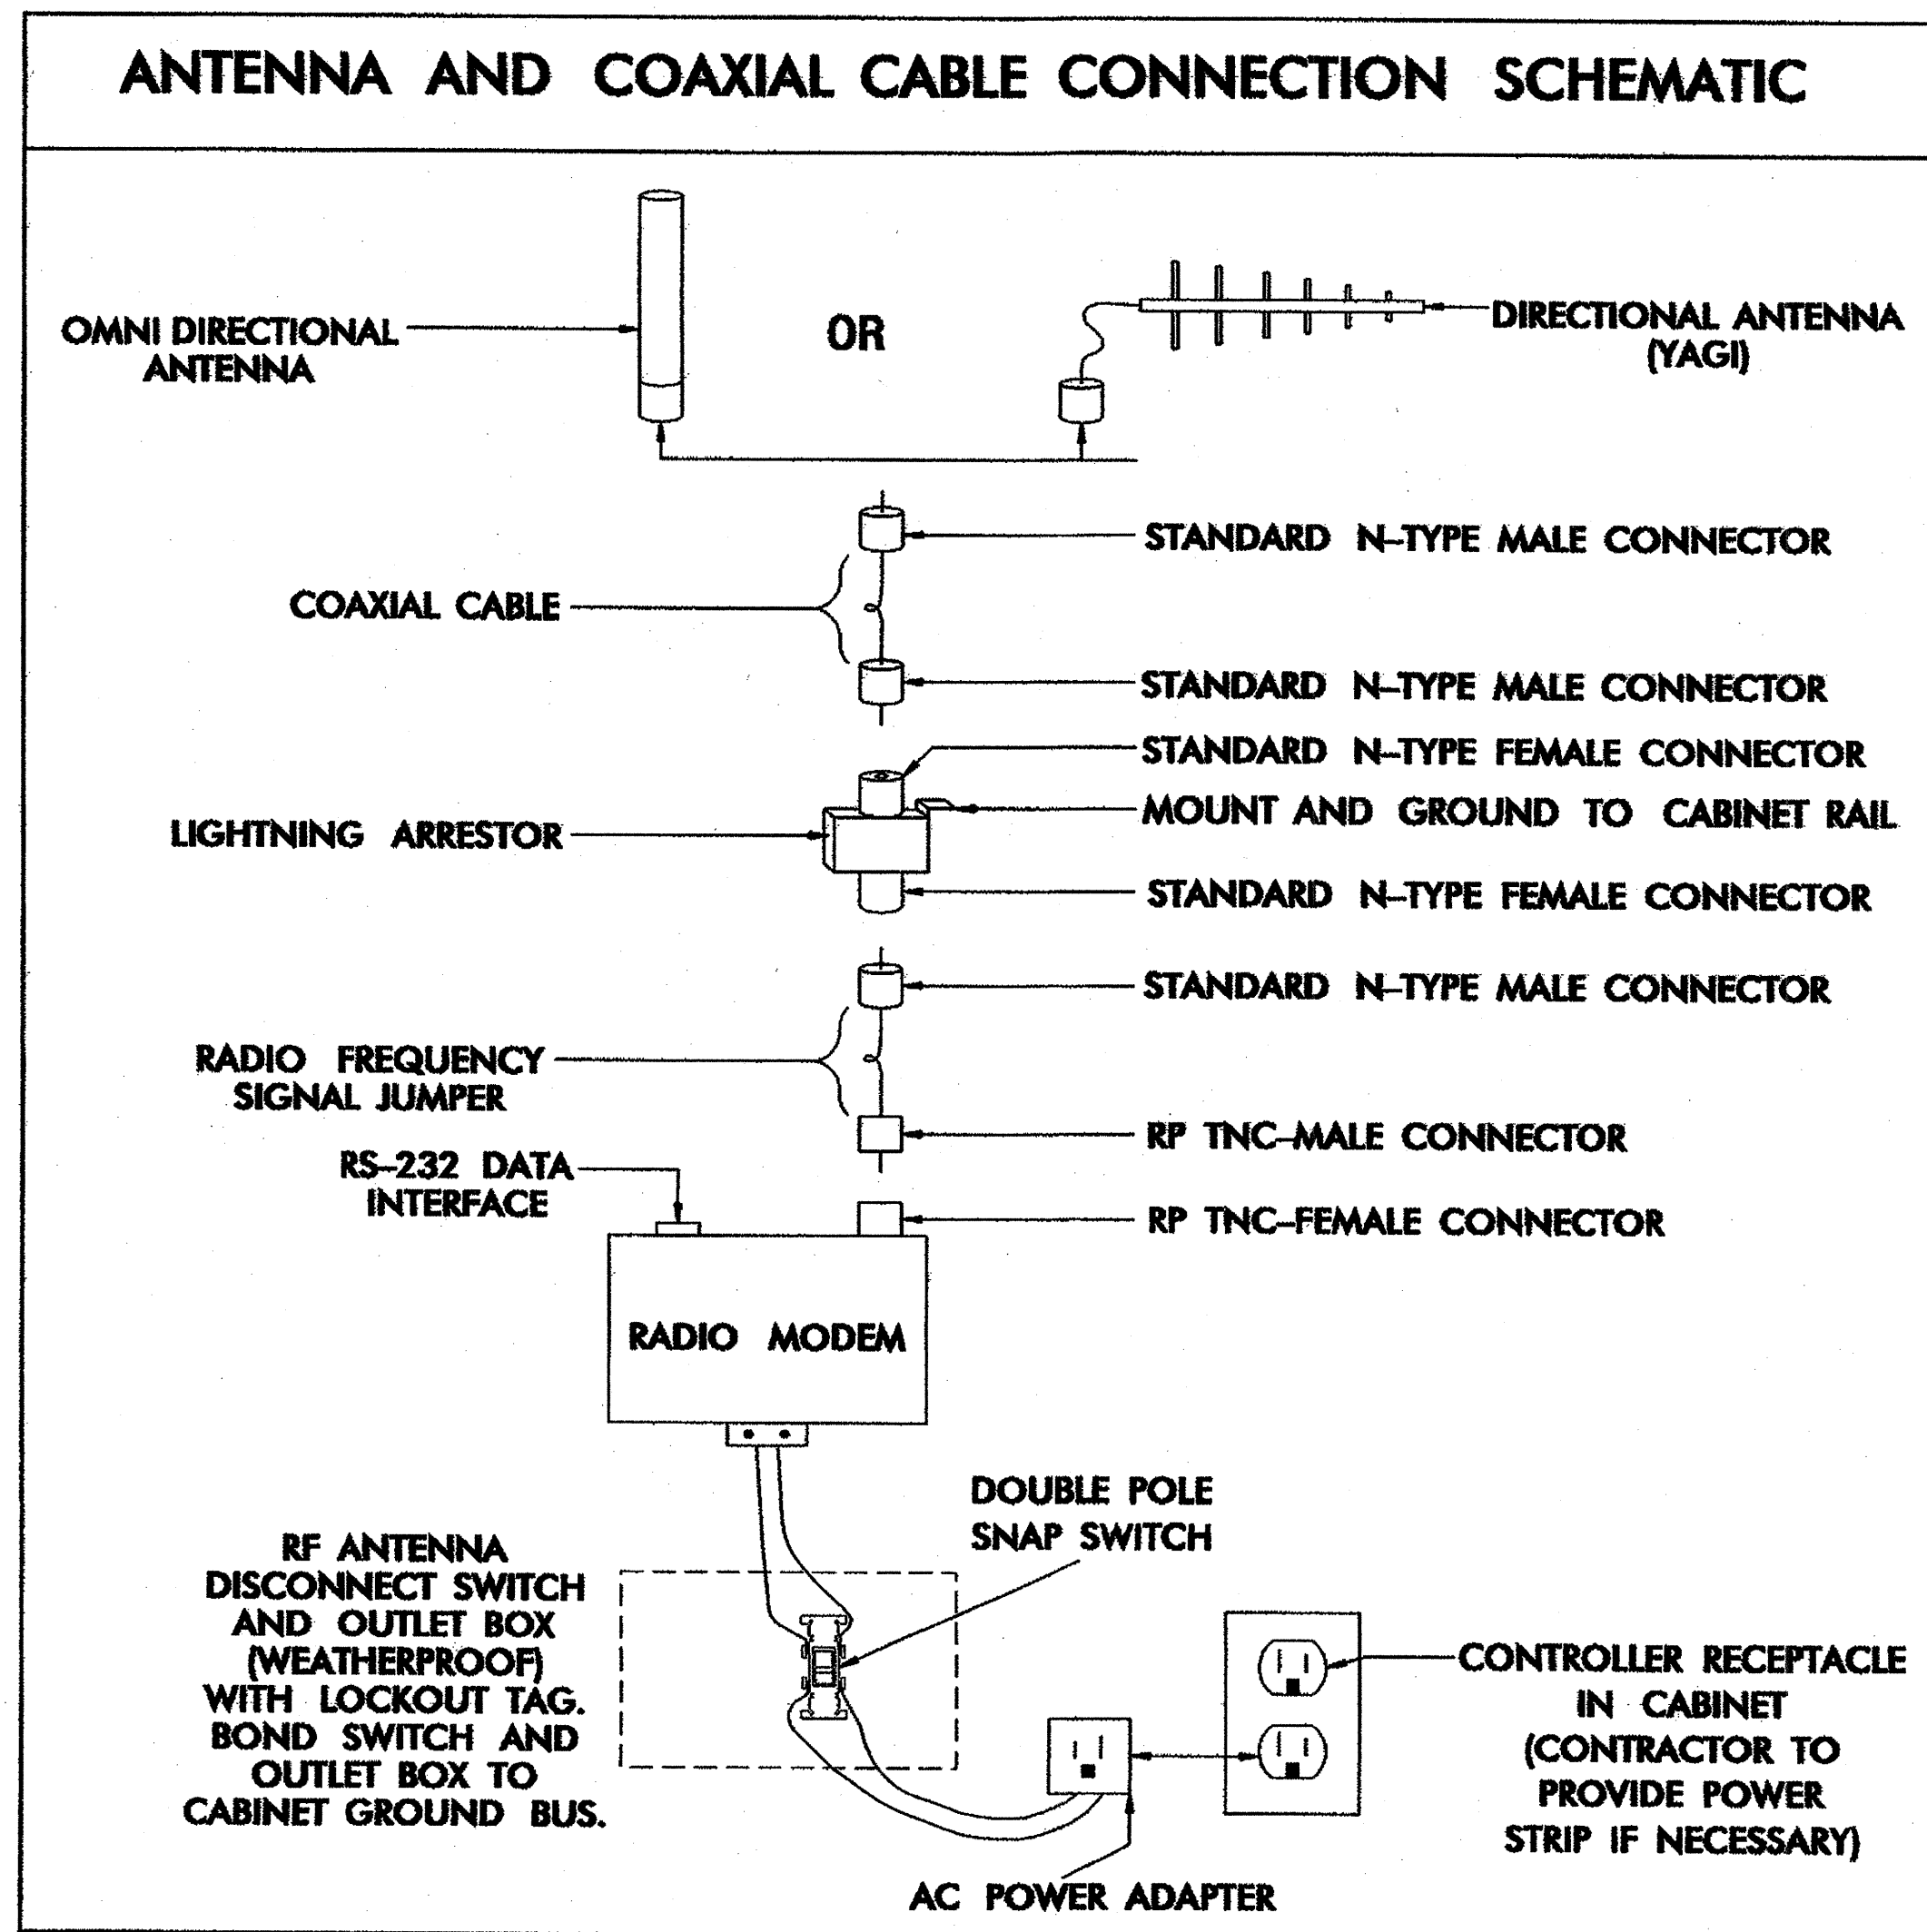 ANTENNA AND COAXIAL CABLE CONNECTION SCHEMATIC
OMNI DIRECTIONAL
ANTENNA
OR
DIRECTIONAL ANTENNA
(YAGI)
STANDARD N-TYPE MALE CONNECTOR
COAXIAL CABLE
STANDARD N-TYPE MALE CONNECTOR
STANDARD N-TYPE FEMALE CONNECTOR
MOUNT AND GROUND TO CABINET RAIL
LIGHTNING ARRESTOR
STANDARD N-TYPE FEMALE CONNECTOR
STANDARD N-TYPE MALE CONNECTOR
RADIO FREQUENCY
SIGNAL JUMPER
RP TNC-MALE CONNECTOR
RS-232 DATA
INTERFACE
RP TNC-FEMALE CONNECTOR
RADIO MODEM
DOUBLE POLE
SNAP SWITCH
RF ANTENNA
DISCONNECT SWITCH
AND OUTLET BOX
(WEATHERPROOF)
WITH LOCKOUT TAG.
BOND SWITCH AND
OUTLET BOX TO
CABINET GROUND BUS.
CONTROLLER RECEPTACLE
IN CABINET
(CONTRACTOR TO
PROVIDE POWER
STRIP IF NECESSARY)
AC POWER ADAPTER